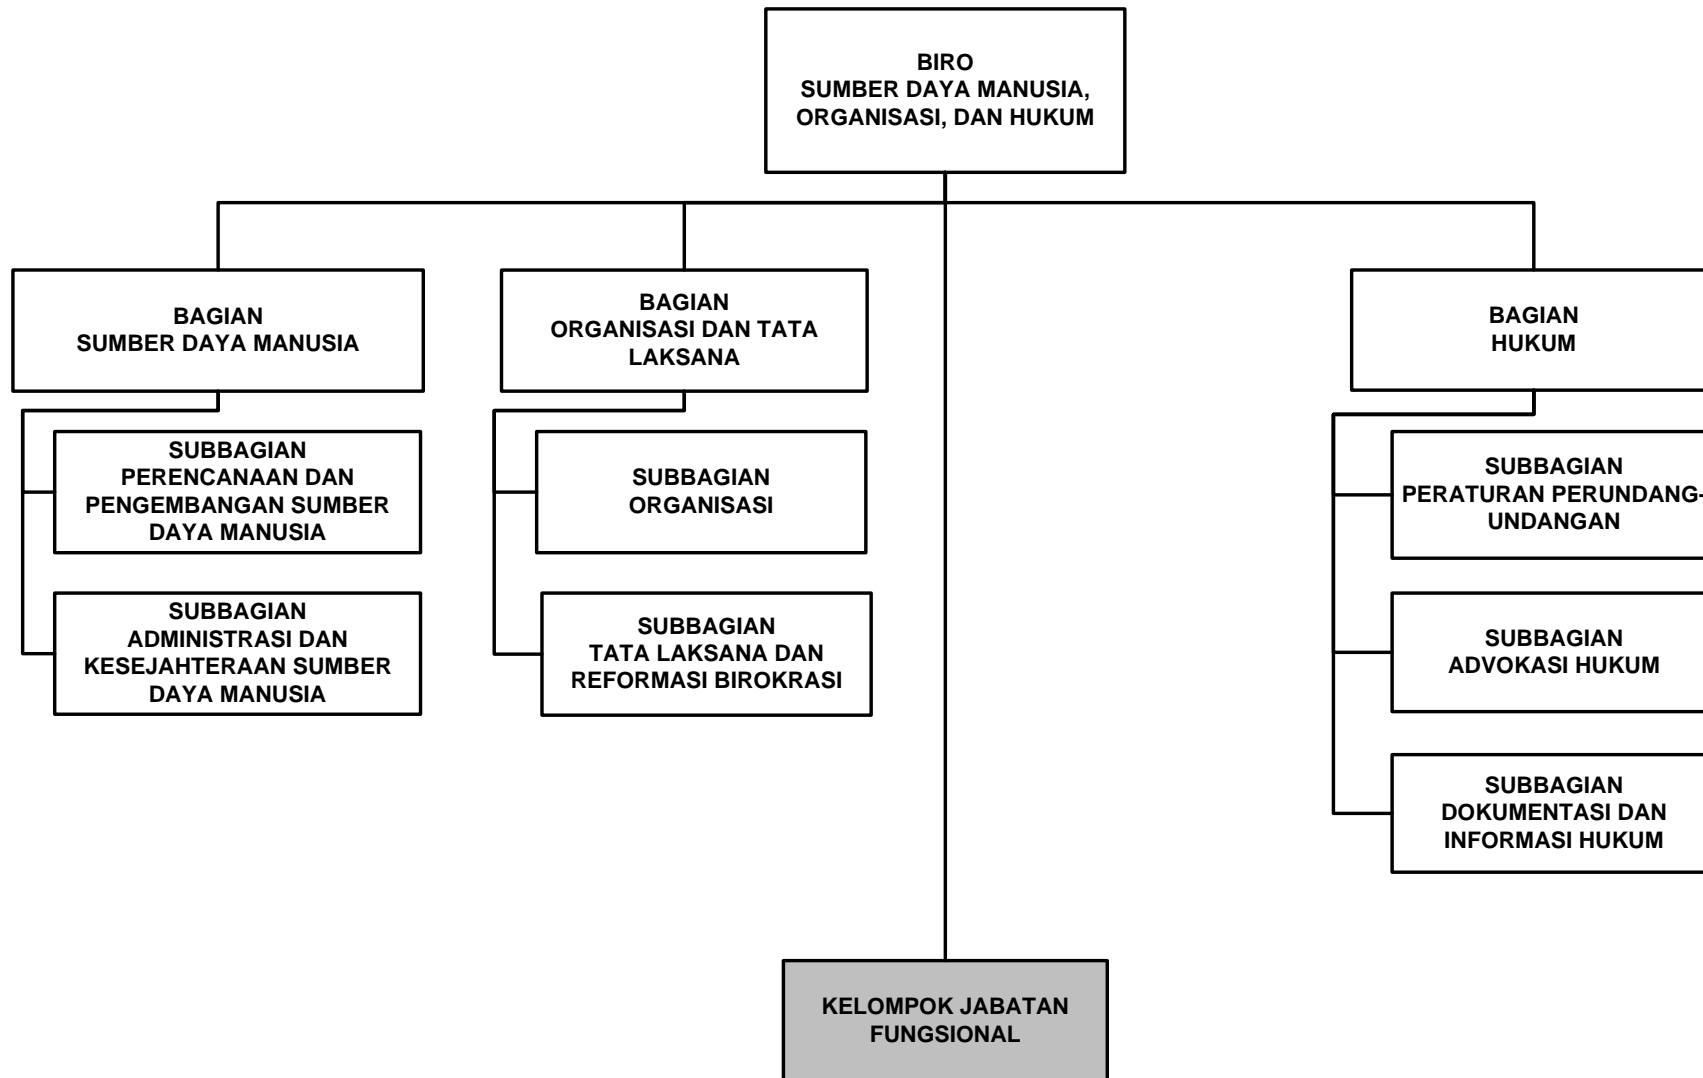 BIRO
SUMBER DAYA MANUSIA,
ORGANISASI, DAN HUKUM
BAGIAN
SUMBER DAYA MANUSIA
BAGIAN
ORGANISASI DAN TATA
LAKSANA
BAGIAN
HUKUM
SUBBAGIAN
PERENCANAAN DAN
PENGEMBANGAN SUMBER
DAYA MANUSIA
SUBBAGIAN
ORGANISASI
SUBBAGIAN
PERATURAN PERUNDANG-
UNDANGAN
SUBBAGIAN
ADMINISTRASI DAN
KESEJAHTERAAN SUMBER
DAYA MANUSIA
SUBBAGIAN
TATA LAKSANA DAN
REFORMASI BIROKRASI
SUBBAGIAN
ADVOKASI HUKUM
SUBBAGIAN
DOKUMENTASI DAN
INFORMASI HUKUM
KELOMPOK JABATAN
FUNGSIONAL